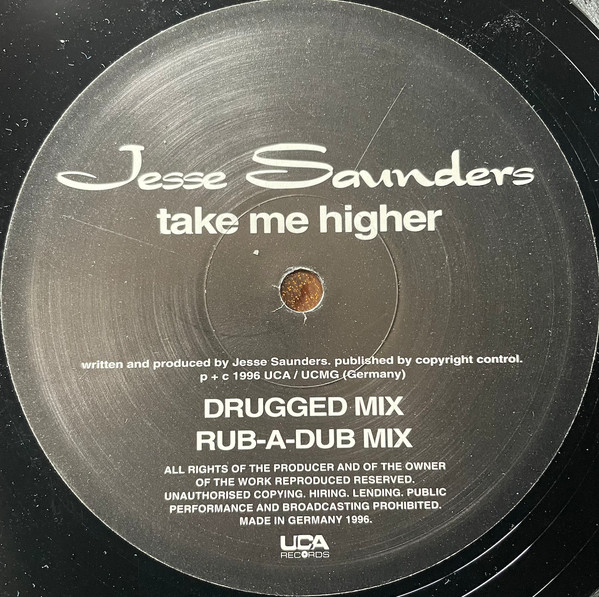 Jesse Saunders
take me higher
written and produced by Jesse Saunders. published by copyright control.
p + c 1996 UCA / UCMG (Germany)
DRUGGED MIX
RUB-A-DUB MIX
ALL RIGHTS OF THE PRODUCER AND OF THE OWNER
OF THE WORK REPRODUCED RESERVED.
UNAUTHORISED COPYING. HIRING. LENDING. PUBLIC
PERFORMANCE AND BROADCASTING PROHIBITED.
MADE IN GERMANY 1996.
UCA
RECORDS